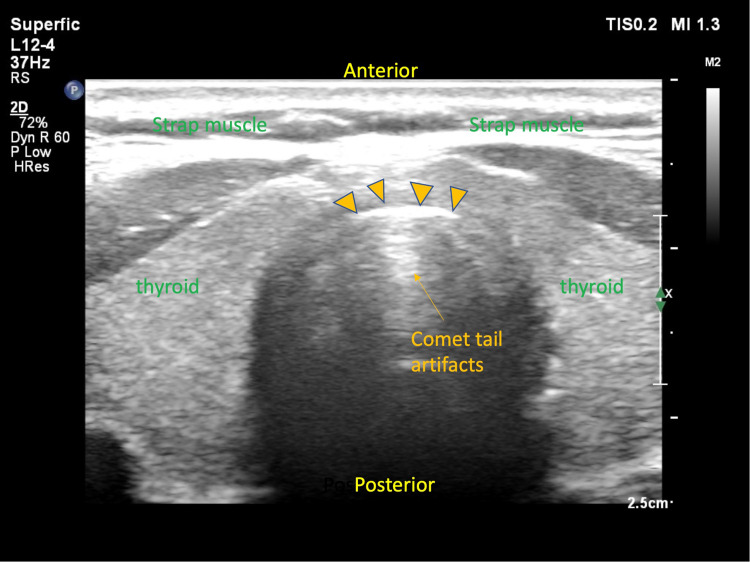 Superfic
L12-4
37Hz
RS
2D
72%
Dyn R 60
P Low
HRes
TIS0.2 MI 1.3
M2
P
Anterior
Strap muscle
Strap muscle
thyroid
thyroid
x
Comet tail
artifacts
Posterior
2.5cm